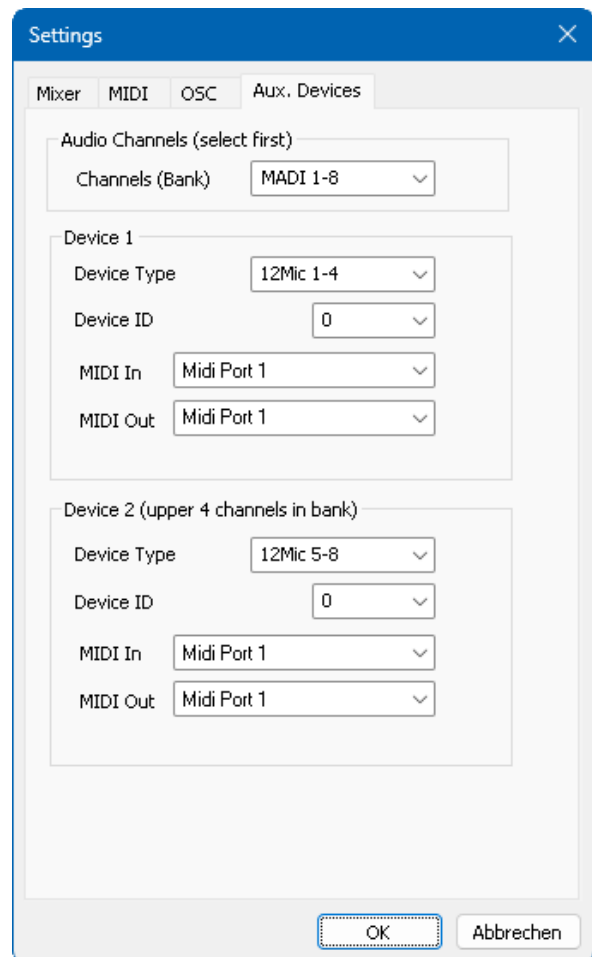 Settings
Mixer MIDI OSC Aux. Devices
Audio Channels (select first)
Channels (Bank) MADI 1-8
Device 1
Device Type 12Mic 1-4
Device ID 0
MIDI In Midi Port 1
MIDI Out Midi Port 1
Device 2 (upper 4 channels in bank)
Device Type 12Mic 5-8
Device ID 0
MIDI In Midi Port 1
MIDI Out Midi Port 1
OK Abbrechen